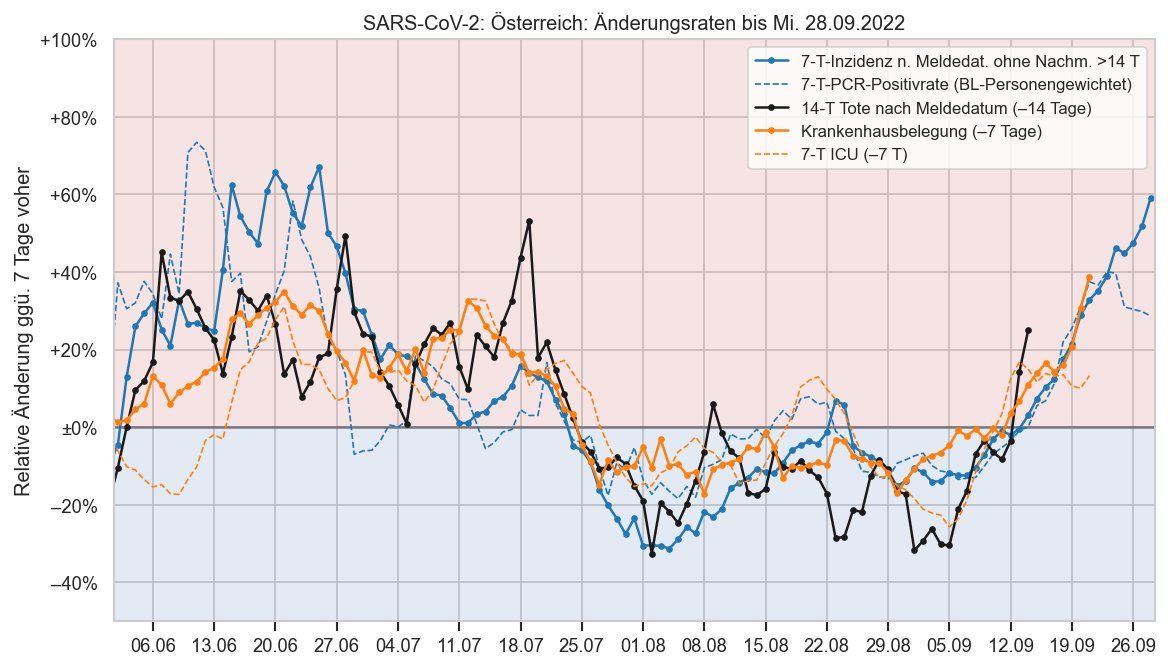 SARS-CoV-2: Österreich: Änderungsraten bis Mi. 28.09.2022
Relative Änderung ggü. 7 Tage voher
+100%
+80%
+60%
+40%
+20%
±0%
‒20%
‒40%
7-T-Inzidenz n. Meldedat. ohne Nachm. >14 T
7-T-PCR-Positivrate (BL-Personengewichtet)
14-T Tote nach Meldedatum (‒14 Tage)
Krankenhausbelegung (‒7 Tage)
7-T ICU (‒7 T)
06.06 13.06 20.06 27.06 04.07 11.07 18.07 25.07 01.08 08.08 15.08 22.08 29.08 05.09 12.09 19.09 26.09